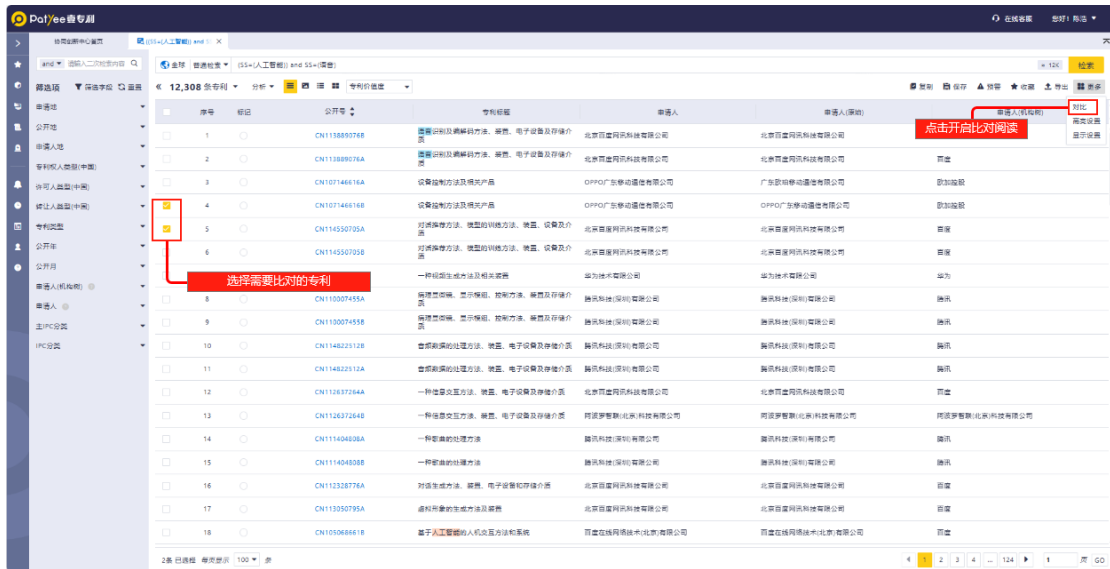 Patyee壹专利 在线客服 您好！陈浩
协同创新中心首页 ((SS=(人工智能)) and S
and 请输入二次检索内容 全球 普通检索 ((SS=(人工智能)) and SS=(语音) × 12X 检索
筛选项 筛选字段 重置 12,308 条专利 分析 专利价值度 复制 保存 预警 收藏 导出 更多
对比
高亮设置
显示设置
点击开启比对阅读
申请地
公开地
申请人地
专利权人类型(中国)
许可人类型(中国)
转让人类型(中国)
专利类型
公开年
公开月
申请人(机构树)
申请人
主IPC分类
IPC分类
序号 标记 公开号 专利标题 申请人 申请人(原始) 申请人(机构树)
1 CN113889076B 语音识别及编解码方法、装置、电子设备及存储介质 北京百度网讯科技有限公司 北京百度网讯科技有限公司
2 CN113889076A 语音识别及编解码方法、装置、电子设备及存储介质 北京百度网讯科技有限公司 北京百度网讯科技有限公司 百度
3 CN107146616A 设备控制方法及相关产品 OPPO广东移动通信有限公司 广东欧珀移动通信有限公司 欧加控股
4 CN107146616B 设备控制方法及相关产品 OPPO广东移动通信有限公司 OPPO广东移动通信有限公司 欧加控股
5 CN114550705A 对话推荐方法、模型的训练方法、装置、设备及介质 北京百度网讯科技有限公司 北京百度网讯科技有限公司 百度
6 CN114550705B 对话推荐方法、模型的训练方法、装置、设备及介质 北京百度网讯科技有限公司 北京百度网讯科技有限公司 百度
选择需要比对的专利
一种视频生成方法及相关装置 华为技术有限公司 华为技术有限公司 华为
8 CN110007455A 病理显微镜、显示模组、控制方法、装置及存储介质 腾讯科技(深圳)有限公司 腾讯科技(深圳)有限公司 腾讯
9 CN110007455B 病理显微镜、显示模组、控制方法、装置及存储介质 腾讯科技(深圳)有限公司 腾讯科技(深圳)有限公司 腾讯
10 CN114822512B 音频数据的处理方法、装置、电子设备及存储介质 腾讯科技(深圳)有限公司 腾讯科技(深圳)有限公司 腾讯
11 CN114822512A 音频数据的处理方法、装置、电子设备及存储介质 腾讯科技(深圳)有限公司 腾讯科技(深圳)有限公司 腾讯
12 CN112637264A 一种信息交互方法、装置、电子设备及存储介质 北京百度网讯科技有限公司 北京百度网讯科技有限公司 百度
13 CN112637264B 一种信息交互方法、装置、电子设备及存储介质 阿波罗智联(北京)科技有限公司 阿波罗智联(北京)科技有限公司 阿波罗智联(北京)科技有限公司
14 CN111404808A 一种歌曲的处理方法 腾讯科技(深圳)有限公司 腾讯科技(深圳)有限公司 腾讯
15 CN111404808B 一种歌曲的处理方法 腾讯科技(深圳)有限公司 腾讯科技(深圳)有限公司 腾讯
16 CN112328776A 对话生成方法、装置、电子设备和存储介质 北京百度网讯科技有限公司 北京百度网讯科技有限公司 百度
17 CN113050795A 虚拟形象的生成方法及装置 北京百度网讯科技有限公司 北京百度网讯科技有限公司 百度
18 CN105068661B 基于人工智能的人机交互方法和系统 百度在线网络技术(北京)有限公司 百度在线网络技术(北京)有限公司 百度
2条 已选框 每页显示 100 条 1 2 3 4 ... 124 1 页 GO